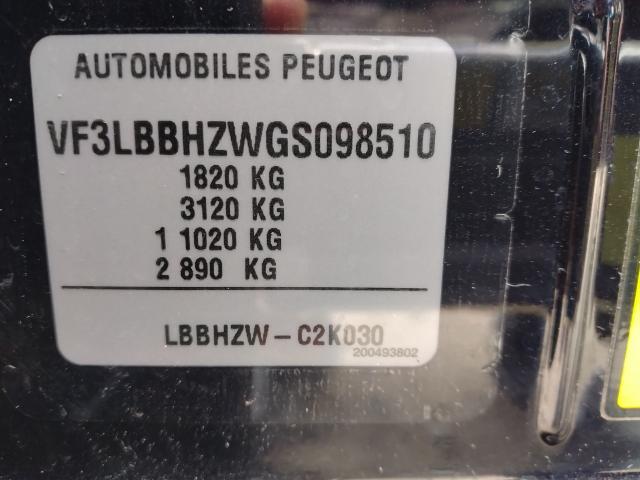 AUTOMOBILES PEUGEOT
VF3LBBHZWGS098510
1820 KG
3120 KG
1 1020 KG
2 890 KG
LBBHZW - C2K030
200493802